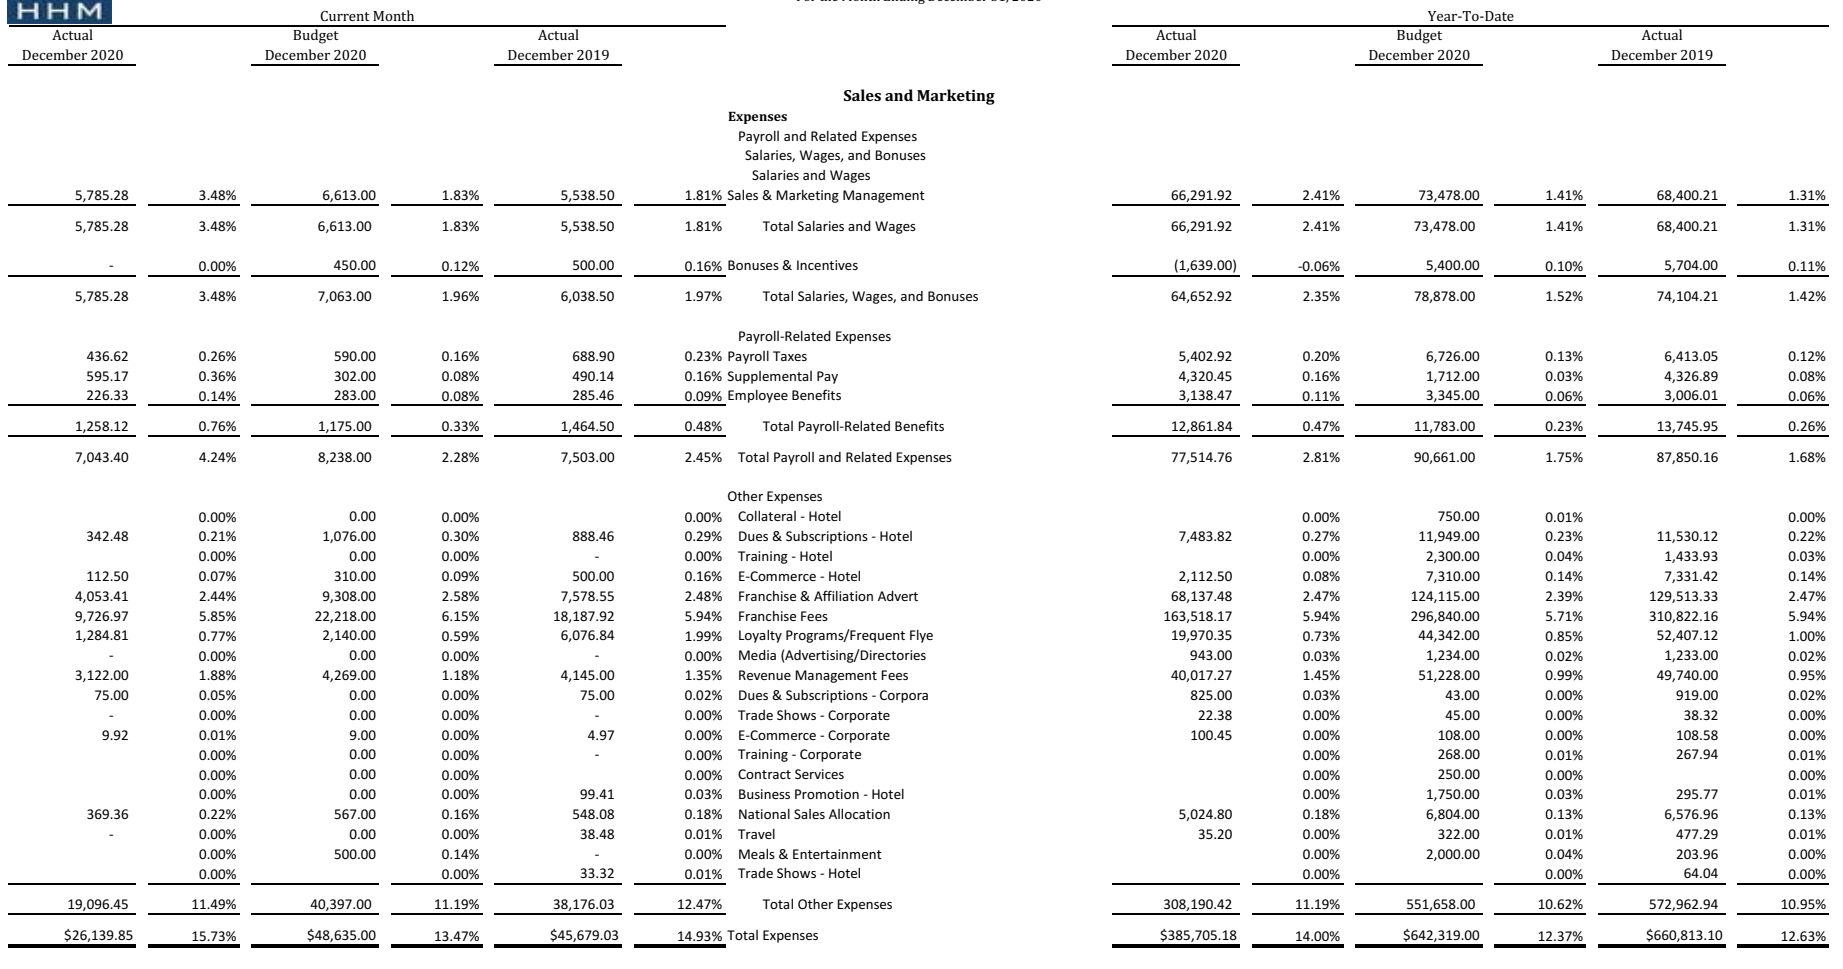 HHM
Current Month Year-To-Date
Actual Budget Actual Actual Budget Actual
December 2020 December 2020 December 2019 December 2020 December 2020 December 2019
Sales and Marketing
Expenses
Payroll and Related Expenses
Salaries, Wages, and Bonuses
Salaries and Wages
5,785.28 3.48% 6,613.00 1.83% 5,538.50 1.81% Sales & Marketing Management 66,291.92 2.41% 73,478.00 1.41% 68,400.21 1.31%
5,785.28 3.48% 6,613.00 1.83% 5,538.50 1.81% Total Salaries and Wages 66,291.92 2.41% 73,478.00 1.41% 68,400.21 1.31%
- 0.00% 450.00 0.12% 500.00 0.16% Bonuses & Incentives (1,639.00) -0.06% 5,400.00 0.10% 5,704.00 0.11%
5,785.28 3.48% 7,063.00 1.96% 6,038.50 1.97% Total Salaries, Wages, and Bonuses 64,652.92 2.35% 78,878.00 1.52% 74,104.21 1.42%
Payroll-Related Expenses
436.62 0.26% 590.00 0.16% 688.90 0.23% Payroll Taxes 5,402.92 0.20% 6,726.00 0.13% 6,413.05 0.12%
595.17 0.36% 302.00 0.08% 490.14 0.16% Supplemental Pay 4,320.45 0.16% 1,712.00 0.03% 4,326.89 0.08%
226.33 0.14% 283.00 0.08% 285.46 0.09% Employee Benefits 3,138.47 0.11% 3,345.00 0.06% 3,006.01 0.06%
1,258.12 0.76% 1,175.00 0.33% 1,464.50 0.48% Total Payroll-Related Benefits 12,861.84 0.47% 11,783.00 0.23% 13,745.95 0.26%
7,043.40 4.24% 8,238.00 2.28% 7,503.00 2.45% Total Payroll and Related Expenses 77,514.76 2.81% 90,661.00 1.75% 87,850.16 1.68%
Other Expenses
0.00% 0.00 0.00% 0.00% Collateral - Hotel 0.00% 750.00 0.01% 0.00%
342.48 0.21% 1,076.00 0.30% 888.46 0.29% Dues & Subscriptions - Hotel 7,483.82 0.27% 11,949.00 0.23% 11,530.12 0.22%
0.00% 0.00 0.00% - 0.00% Training - Hotel 0.00% 2,300.00 0.04% 1,433.93 0.03%
112.50 0.07% 310.00 0.09% 500.00 0.16% E-Commerce - Hotel 2,112.50 0.08% 7,310.00 0.14% 7,331.42 0.14%
4,053.41 2.44% 9,308.00 2.58% 7,578.55 2.48% Franchise & Affiliation Advert 68,137.48 2.47% 124,115.00 2.39% 129,513.33 2.47%
9,726.97 5.85% 22,218.00 6.15% 18,187.92 5.94% Franchise Fees 163,518.17 5.94% 296,840.00 5.71% 310,822.16 5.94%
1,284.81 0.77% 2,140.00 0.59% 6,076.84 1.99% Loyalty Programs/Frequent Flye 19,970.35 0.73% 44,342.00 0.85% 52,407.12 1.00%
- 0.00% 0.00 0.00% - 0.00% Media (Advertising/Directories 943.00 0.03% 1,234.00 0.02% 1,233.00 0.02%
3,122.00 1.88% 4,269.00 1.18% 4,145.00 1.35% Revenue Management Fees 40,017.27 1.45% 51,228.00 0.99% 49,740.00 0.95%
75.00 0.05% 0.00 0.00% 75.00 0.02% Dues & Subscriptions - Corpora 825.00 0.03% 43.00 0.00% 919.00 0.02%
- 0.00% 0.00 0.00% - 0.00% Trade Shows - Corporate 22.38 0.00% 45.00 0.00% 38.32 0.00%
9.92 0.01% 9.00 0.00% 4.97 0.00% E-Commerce - Corporate 100.45 0.00% 108.00 0.00% 108.58 0.00%
0.00% 0.00 0.00% - 0.00% Training - Corporate 0.00% 268.00 0.01% 267.94 0.01%
0.00% 0.00 0.00% 0.00% Contract Services 0.00% 250.00 0.00% 0.00%
0.00% 0.00 0.00% 99.41 0.03% Business Promotion - Hotel 0.00% 1,750.00 0.03% 295.77 0.01%
369.36 0.22% 567.00 0.16% 548.08 0.18% National Sales Allocation 5,024.80 0.18% 6,804.00 0.13% 6,576.96 0.13%
- 0.00% 0.00 0.00% 38.48 0.01% Travel 35.20 0.00% 322.00 0.01% 477.29 0.01%
0.00% 500.00 0.14% - 0.00% Meals & Entertainment 0.00% 2,000.00 0.04% 203.96 0.00%
0.00% 0.00% 33.32 0.01% Trade Shows - Hotel 0.00% 0.00% 64.04 0.00%
19,096.45 11.49% 40,397.00 11.19% 38,176.03 12.47% Total Other Expenses 308,190.42 11.19% 551,658.00 10.62% 572,962.94 10.95%
$26,139.85 15.73% $48,635.00 13.47% $45,679.03 14.93% Total Expenses $385,705.18 14.00% $642,319.00 12.37% $660,813.10 12.63%